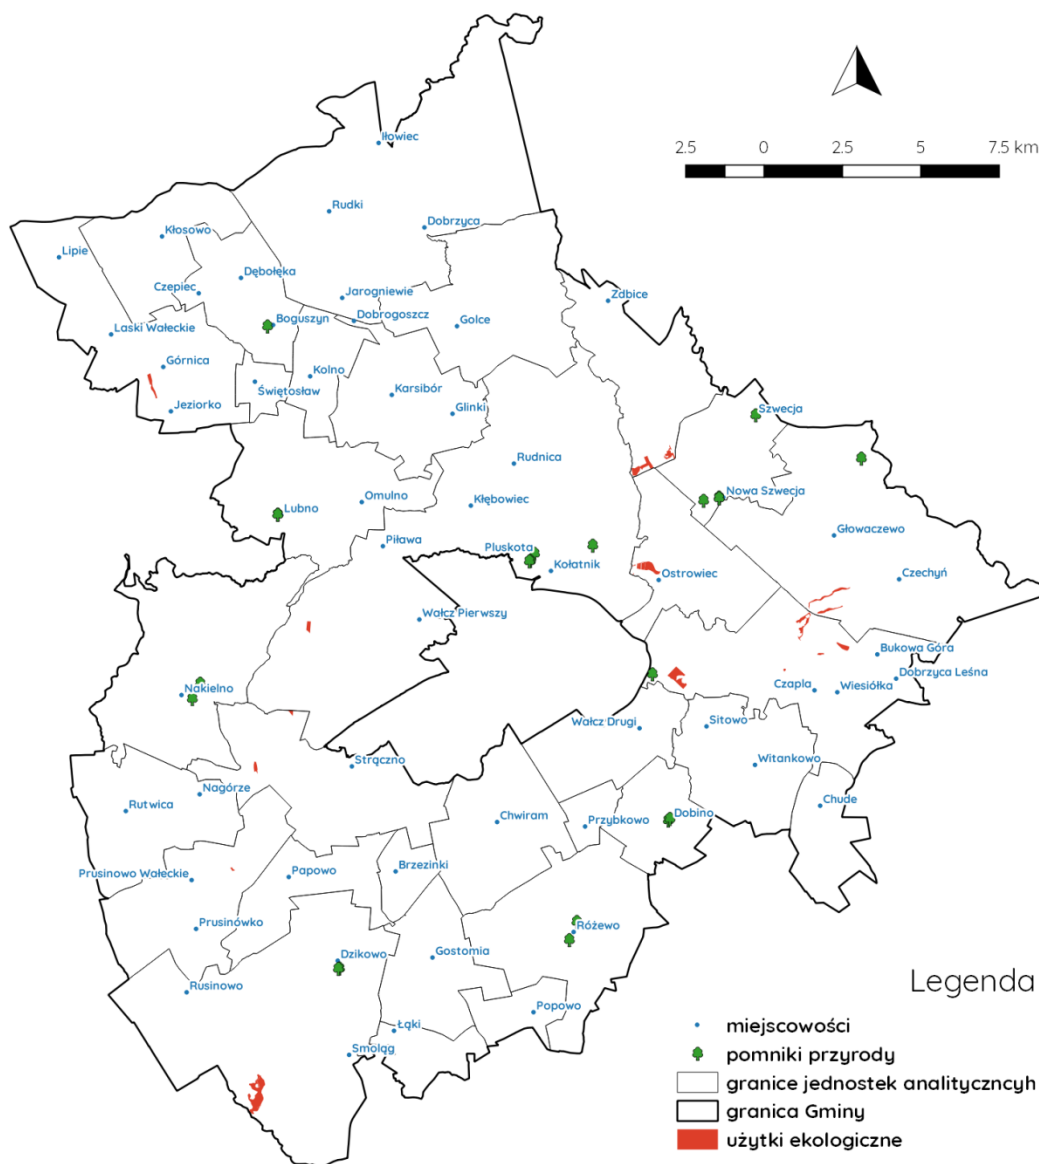 Iłowiec
2.5 0 2.5 5 7.5 km
Rudki
Dobrzyca
Kłosowo
Lipie
Dębołęka
Czepiec
Jarogniewie
Zdbice
Dobrogoszcz
Boguszyn
Golce
Laski Wałeckie
Górnica
Kolno
Świętosław
Karsibór
Jeziorko
Glinki
Szwecja
Rudnica
Nowa Szwecja
Omulno
Kłębowiec
Lubno
Głowaczewo
Piława
Pluskota
Kołatnik
Ostrowiec
Czechyń
Wałcz Pierwszy
Bukowa Góra
Dobrzyca Leśna
Nakielno
Czapla
Wiesiółka
Wałcz Drugi
Sitowo
Strączno
Witankowo
Nagórze
Rutwica
Chude
Chwiram
Przybkowo
Dobino
Prusinowo Wałeckie
Papowo
Brzezinki
Prusinówko
Różewo
Dzikowo
Gostomia
Rusinowo
Popowo
Łąki
Smoląg
Legenda
miejscowości
pomniki przyrody
granice jednostek analityczncyh
granica Gminy
użytki ekologiczne